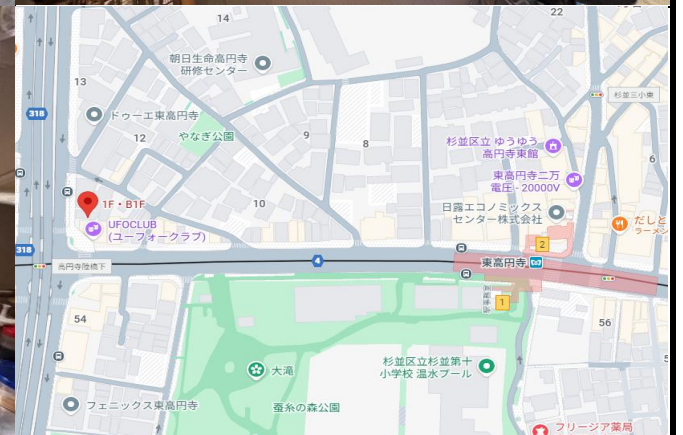 14
22
朝日生命高円寺
研修センター
13
318
ドゥーエ東高円寺
12
やなぎ公園
9
8
杉並三小東
杉並区立 ゆうゆう
高円寺東館
6
東高円寺二万
電圧 - 20000V
1F・B1F
10
日露エコノミックス
センター株式会社
UFOCLUB
(ユーフォークラブ)
だしと
ラーメン
2
318
高円寺陸橋下
4
東高円寺
1
54
56
5
大滝
杉並区立杉並第十
小学校 温水プール
フェニックス東高円寺
蚕糸の森公園
フリージア薬局